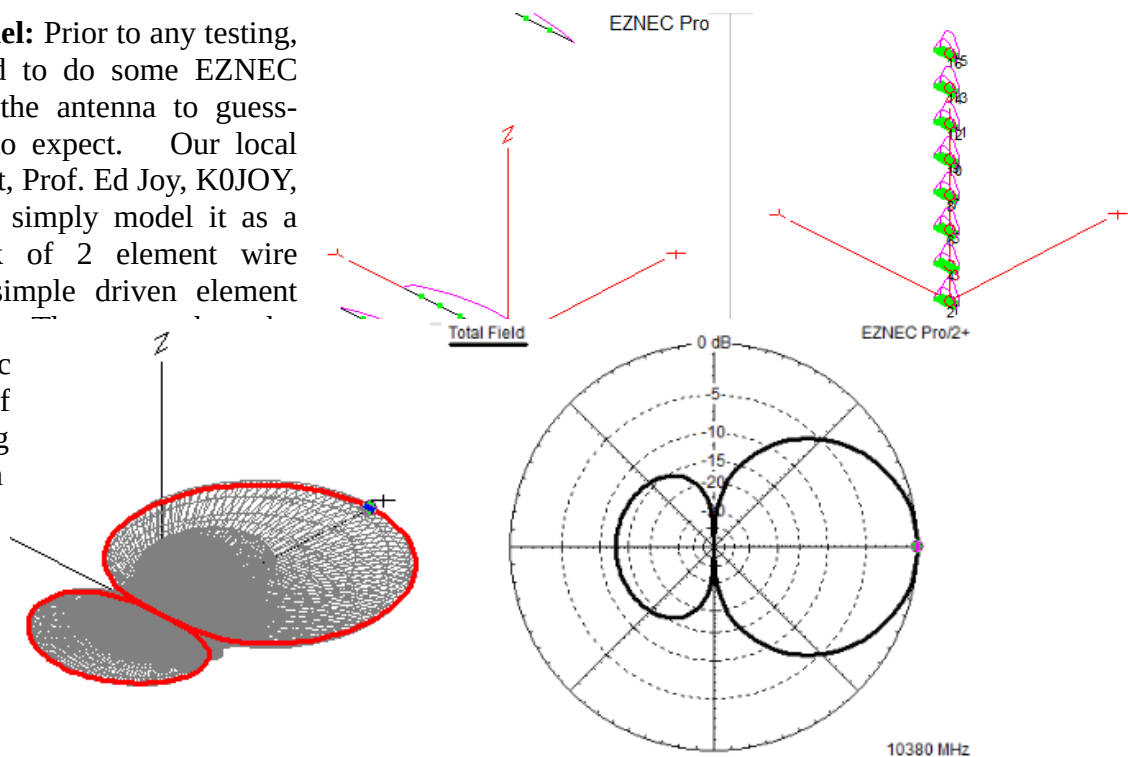 el: Prior to any testing,
d to do some EZNEC
the antenna to guess-
o expect. Our local
t, Prof. Ed Joy, K0JOY,
simply model it as a
k of 2 element wire
simple driven element
c
f
g
EZNEC Pro
Z
Z
Total Field
EZNEC Pro/2+
0 dB
-5
-10
-15
-20
10380 MHz